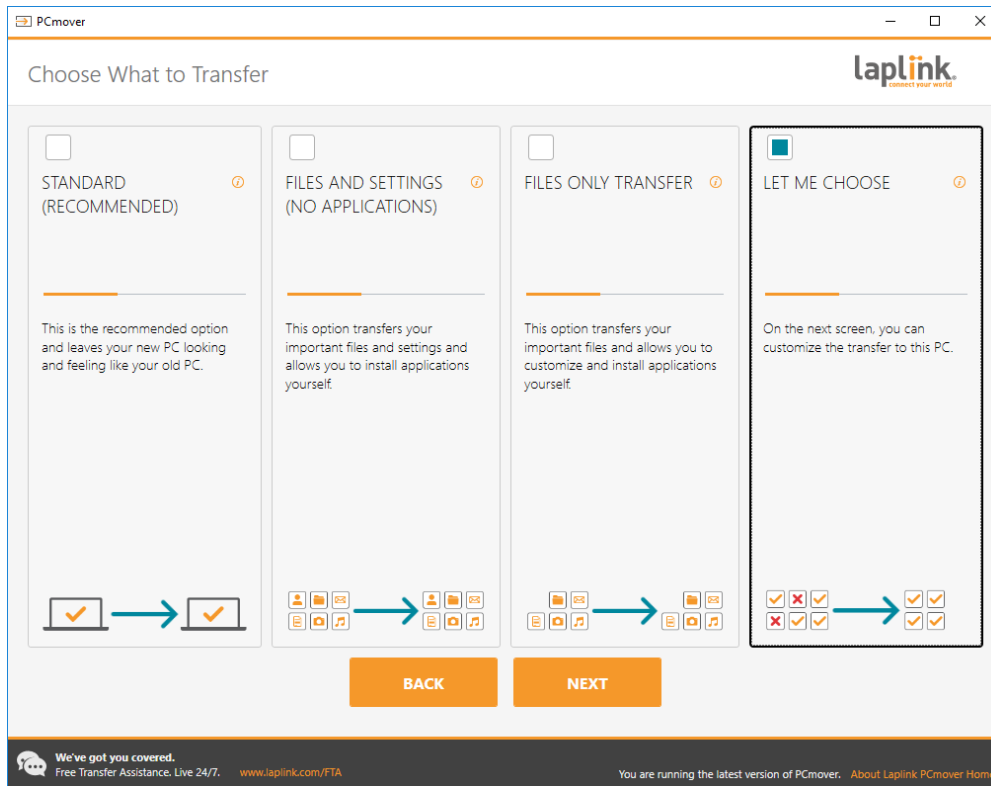 PCmover
Choose What to Transfer
laplink.
connect your world
STANDARD
(RECOMMENDED)
This is the recommended option
and leaves your new PC looking
and feeling like your old PC.
FILES AND SETTINGS
(NO APPLICATIONS)
This option transfers your
important files and settings and
allows you to install applications
yourself.
FILES ONLY TRANSFER
This option transfers your
important files and allows you to
customize and install applications
yourself.
LET ME CHOOSE
On the next screen, you can
customize the transfer to this PC.
BACK
NEXT
We've got you covered.
Free Transfer Assistance. Live 24/7. www.laplink.com/FTA
You are running the latest version of PCmover. About Laplink PCmover Home